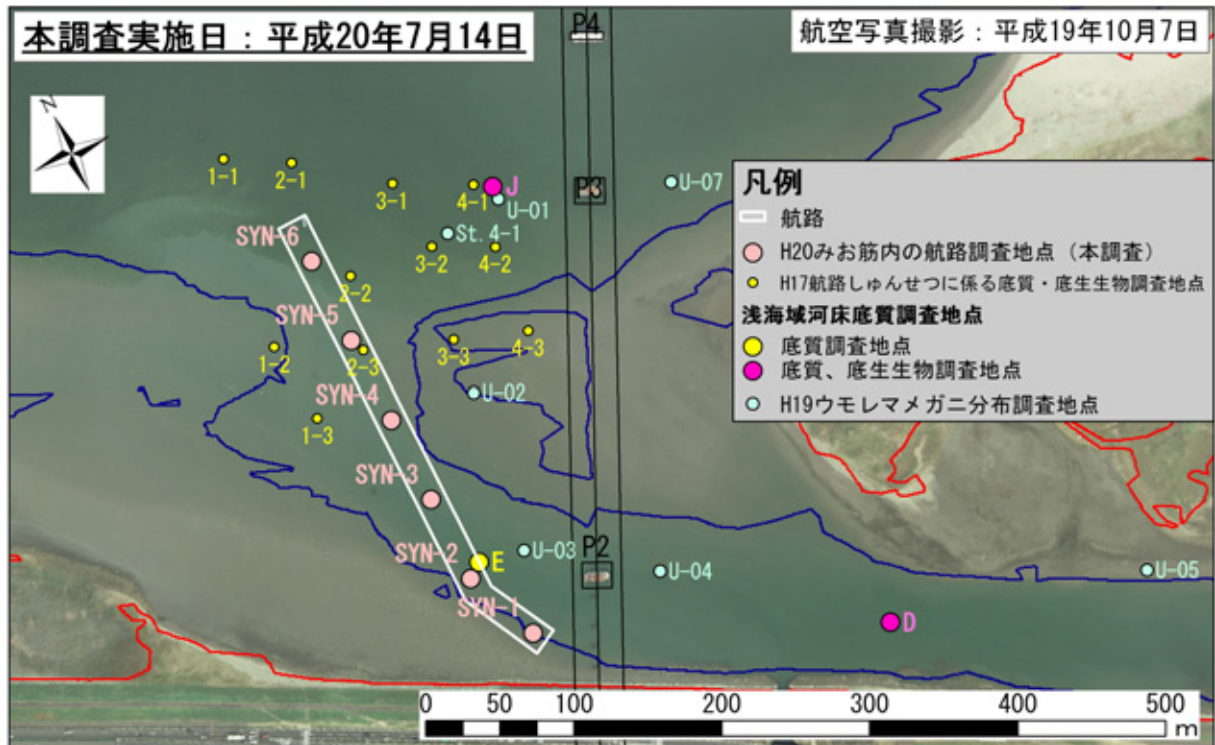 本調査実施日：平成20年7月14日
P4
航空写真撮影：平成19年10月7日
N
1-1
2-1
3-1
4-1
J
U-01
P3
U-07
St. 4-1
3-2
4-2
SYN-6
2-2
SYN-5
1-2
2-3
3-3
4-3
U-02
SYN-4
1-3
SYN-3
SYN-2
E
U-03
P2
U-04
U-05
SYN-1
D
凡例
航路
H20みお筋内の航路調査地点（本調査）
H17航路しゅんせつに係る底質・底生生物調査地点
浅海域河床底質調査地点
底質調査地点
底質、底生生物調査地点
H19ウモレマメガニ分布調査地点
0 50 100 200 300 400 500
m